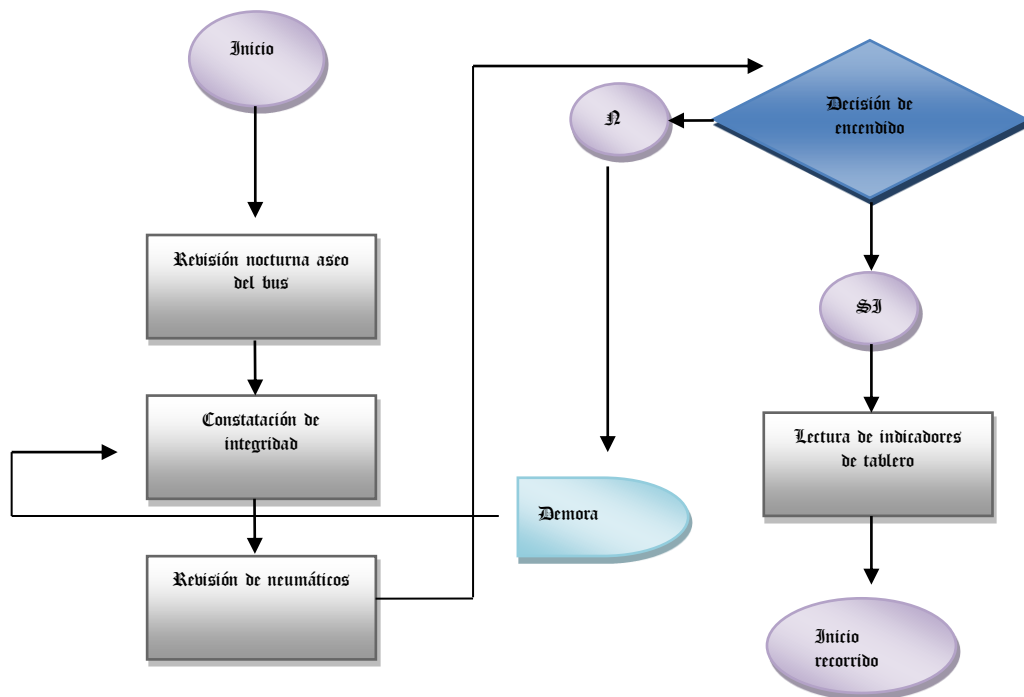 Inicio
Revisión nocturna aseo
del bus
Constatación de
integridad
Revisión de neumáticos
Decisión de
encendido
N
SI
Demora
Lectura de indicadores
de tablero
Inicio
recorrido